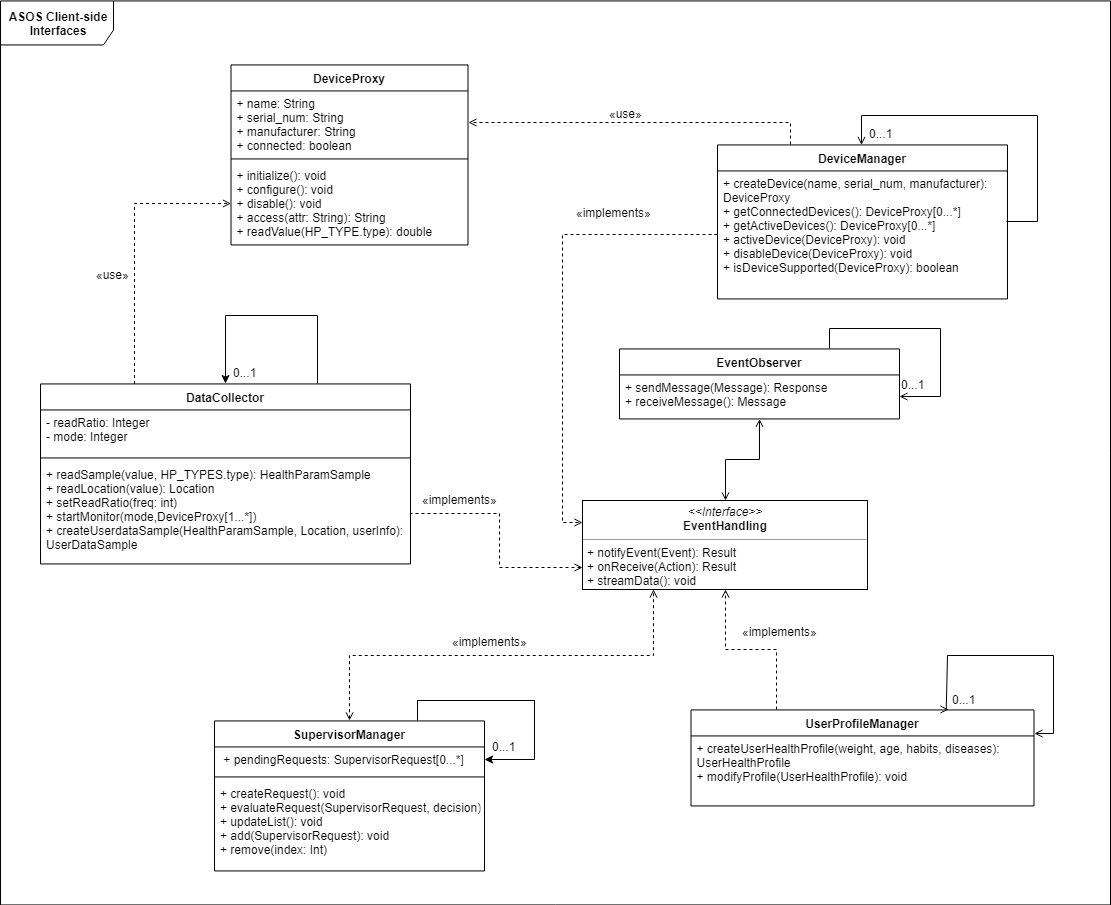 ASOS Client-side
Interfaces
DeviceProxy
+ name: String
+ serial_num: String
+ manufacturer: String
+ connected: boolean
+ initialize(): void
+ configure(): void
+ disable(): void
+ access(attr: String): String
+ readValue(HP_TYPE.type): double
«use»
0...1
DeviceManager
+ createDevice(name, serial_num, manufacturer):
DeviceProxy
+ getConnectedDevices(): DeviceProxy[0...*]
+ getActiveDevices(): DeviceProxy[0...*]
+ activeDevice(DeviceProxy): void
+ disableDevice(DeviceProxy): void
+ isDeviceSupported(DeviceProxy): boolean
«implements»
«use»
0...1
DataCollector
- readRatio: Integer
- mode: Integer
+ readSample(value, HP_TYPES.type): HealthParamSample
+ readLocation(value): Location
+ setReadRatio(freq: int)
+ startMonitor(mode,DeviceProxy[1...*])
+ createUserdataSample(HealthParamSample, Location, userInfo):
UserDataSample
EventObserver
+ sendMessage(Message): Response
+ receiveMessage(): Message
0...1
«implements»
<<Interface>>
EventHandling
+ notifyEvent(Event): Result
+ onReceive(Action): Result
+ streamData(): void
«implements»
«implements»
SupervisorManager
+ pendingRequests: SupervisorRequest[0...*]
+ createRequest(): void
+ evaluateRequest(SupervisorRequest, decision)
+ updateList(): void
+ add(SupervisorRequest): void
+ remove(index: Int)
0...1
0...1
UserProfileManager
+ createUserHealthProfile(weight, age, habits, diseases):
UserHealthProfile
+ modifyProfile(UserHealthProfile): void